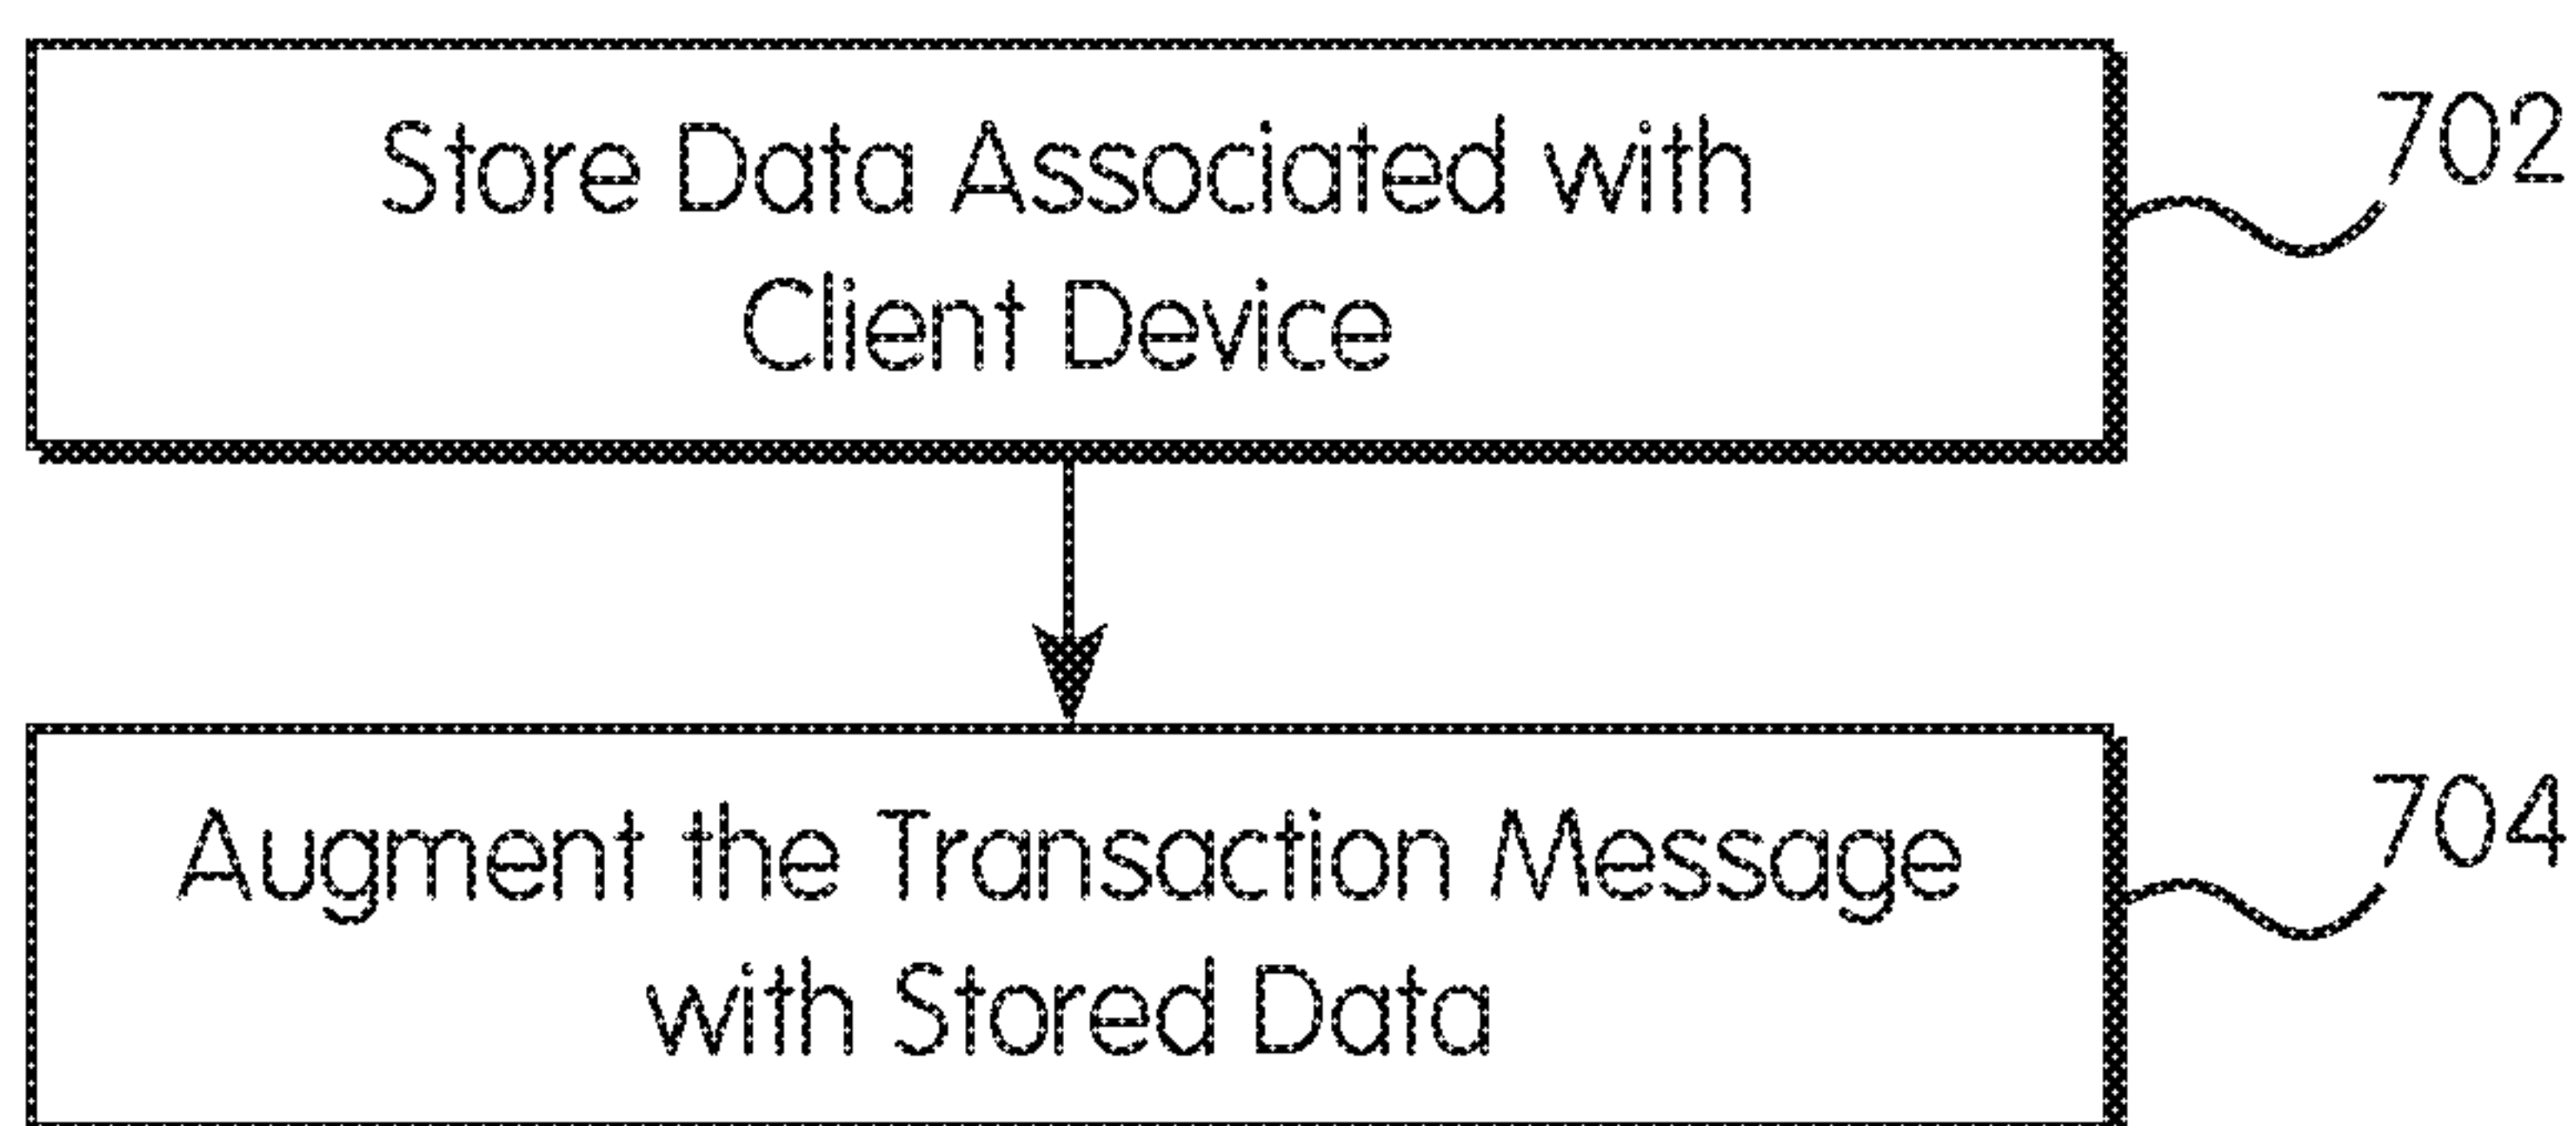 Store Data Associated with
Client Device
702
Augment the Transaction Message
with Stored Data
704